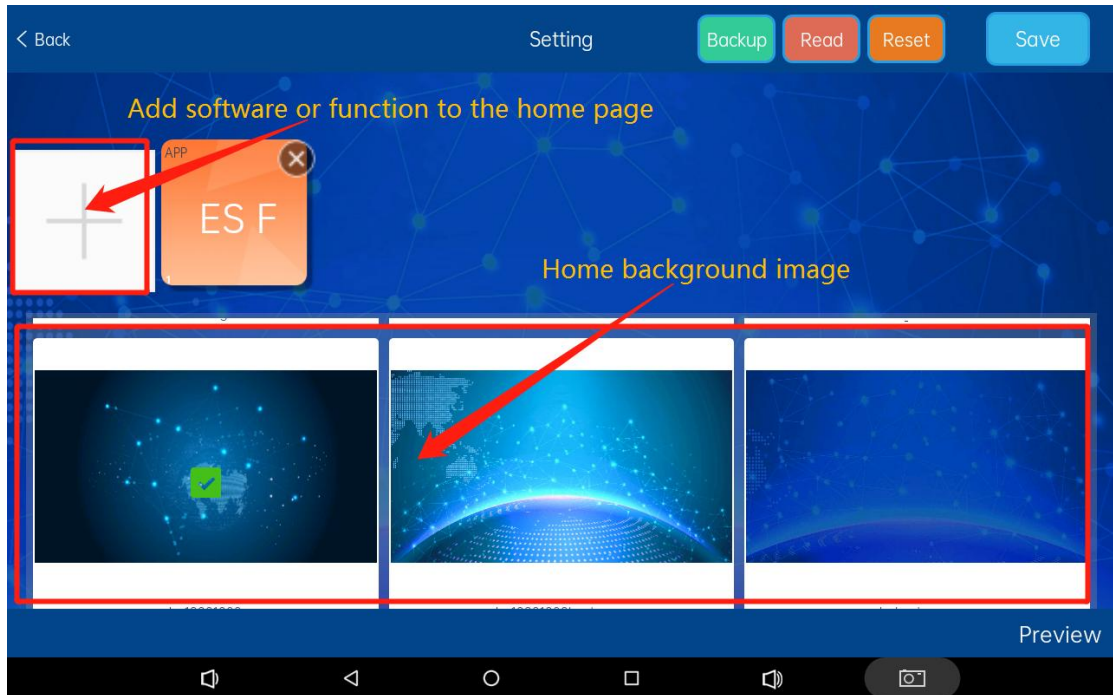 Back
Setting
Backup
Read
Reset
Save
Add software or function to the home page
APP
ES F
1
Home background image
Preview